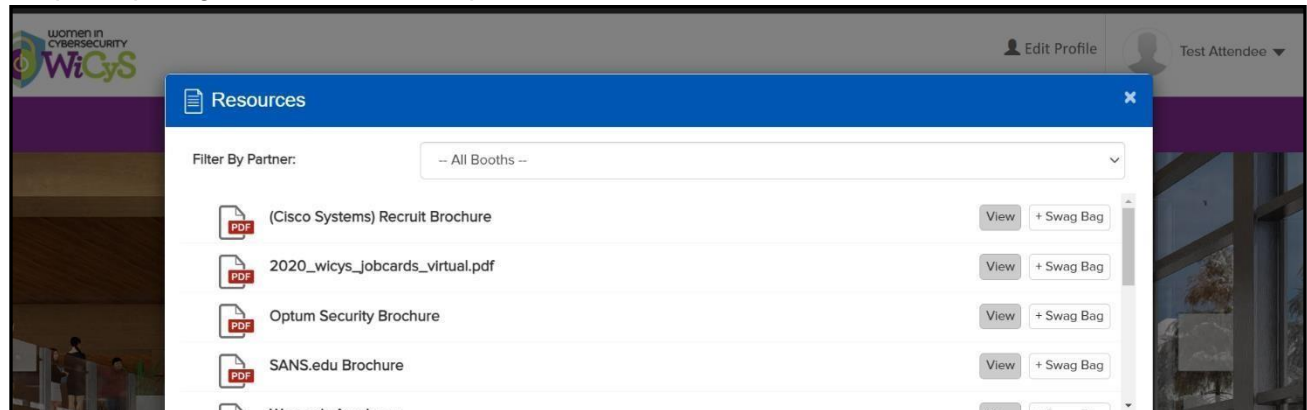 women in
CYBERSECURITY
WiCyS
Edit Profile
Test Attendee
Resources
×
Filter By Partner:
-- All Booths --
PDF
(Cisco Systems) Recruit Brochure
View
+ Swag Bag
PDF
2020_wicys_jobcards_virtual.pdf
View
+ Swag Bag
PDF
Optum Security Brochure
View
+ Swag Bag
PDF
SANS.edu Brochure
View
+ Swag Bag